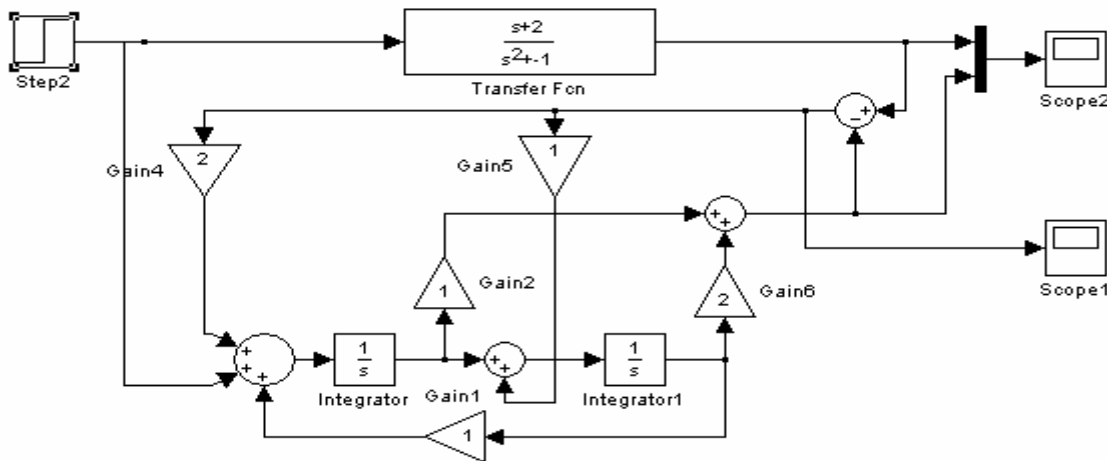 Step2
s+2
s2+-1
Transfer Fcn
Scope2
+
−
2
Gain4
1
Gain5
+
+
Scope1
1
Gain2
2
Gain6
+
+
+
1
s
Integrator
+
+
Gain1
1
s
Integrator1
1